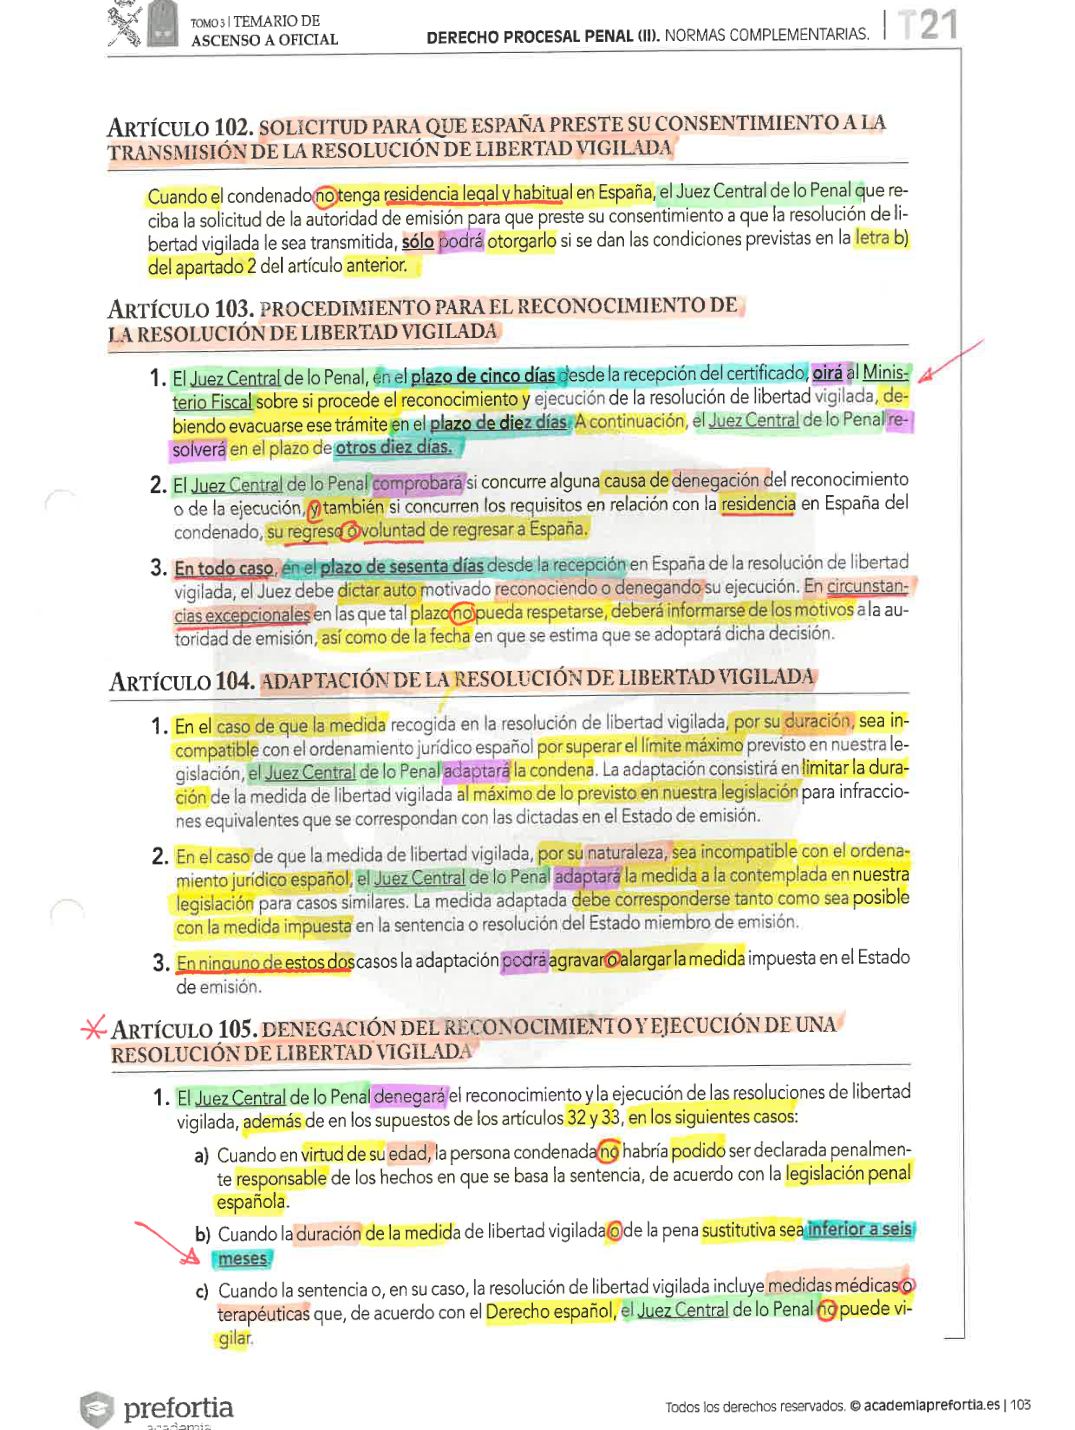 TOMO 3 | TEMARIO DE
ASCENSO A OFICIAL
DERECHO PROCESAL PENAL (II). NORMAS COMPLEMENTARIAS. | T21
ARTÍCULO 102. SOLICITUD PARA QUE ESPAÑA PRESTE SU CONSENTIMIENTO A LA
TRANSMISIÓN DE LA RESOLUCIÓN DE LIBERTAD VIGILADA
Cuando el condenado no tenga residencia legal y habitual en España, el Juez Central de lo Penal que re-
ciba la solicitud de la autoridad de emisión para que preste su consentimiento a que la resolución de li-
bertad vigilada le sea transmitida, sólo podrá otorgarlo si se dan las condiciones previstas en la letra b)
del apartado 2 del artículo anterior.
ARTÍCULO 103. PROCEDIMIENTO PARA EL RECONOCIMIENTO DE
LA RESOLUCIÓN DE LIBERTAD VIGILADA
1. El Juez Central de lo Penal, en el plazo de cinco días desde la recepción del certificado, oirá al Minis-
terio Fiscal sobre si procede el reconocimiento y ejecución de la resolución de libertad vigilada, de-
biendo evacuarse ese trámite en el plazo de diez días. A continuación, el Juez Central de lo Penal re-
solverá en el plazo de otros diez días.
2. El Juez Central de lo Penal comprobará si concurre alguna causa de denegación del reconocimiento
o de la ejecución, y también si concurren los requisitos en relación con la residencia en España del
condenado, su regreso o voluntad de regresar a España.
3. En todo caso, en el plazo de sesenta días desde la recepción en España de la resolución de libertad
vigilada, el Juez debe dictar auto motivado reconociendo o denegando su ejecución. En circunstan-
cias excepcionales en las que tal plazo no pueda respetarse, deberá informarse de los motivos a la au-
toridad de emisión, así como de la fecha en que se estima que se adoptará dicha decisión.
ARTÍCULO 104. ADAPTACIÓN DE LA RESOLUCIÓN DE LIBERTAD VIGILADA
1. En el caso de que la medida recogida en la resolución de libertad vigilada, por su duración, sea in-
compatible con el ordenamiento jurídico español por superar el límite máximo previsto en nuestra le-
gislación, el Juez Central de lo Penal adaptará la condena. La adaptación consistirá en limitar la dura-
ción de la medida de libertad vigilada al máximo de lo previsto en nuestra legislación para infraccio-
nes equivalentes que se correspondan con las dictadas en el Estado de emisión.
2. En el caso de que la medida de libertad vigilada, por su naturaleza, sea incompatible con el ordena-
miento jurídico español, el Juez Central de lo Penal adaptará la medida a la contemplada en nuestra
legislación para casos similares. La medida adaptada debe corresponderse tanto como sea posible
con la medida impuesta en la sentencia o resolución del Estado miembro de emisión.
3. En ninguno de estos dos casos la adaptación podrá agravar o alargar la medida impuesta en el Estado
de emisión.
ARTÍCULO 105. DENEGACIÓN DEL RECONOCIMIENTO Y EJECUCIÓN DE UNA
RESOLUCIÓN DE LIBERTAD VIGILADA
1. El Juez Central de lo Penal denegará el reconocimiento y la ejecución de las resoluciones de libertad
vigilada, además de en los supuestos de los artículos 32 y 33, en los siguientes casos:
a) Cuando en virtud de su edad, la persona condenada no habría podido ser declarada penalmen-
te responsable de los hechos en que se basa la sentencia, de acuerdo con la legislación penal
española.
b) Cuando la duración de la medida de libertad vigilada o de la pena sustitutiva sea inferior a seis
meses.
c) Cuando la sentencia o, en su caso, la resolución de libertad vigilada incluye medidas médicas o
terapéuticas que, de acuerdo con el Derecho español, el Juez Central de lo Penal no puede vi-
gilar.
prefortia
academia
Todos los derechos reservados. © academiaprefortia.es | 103